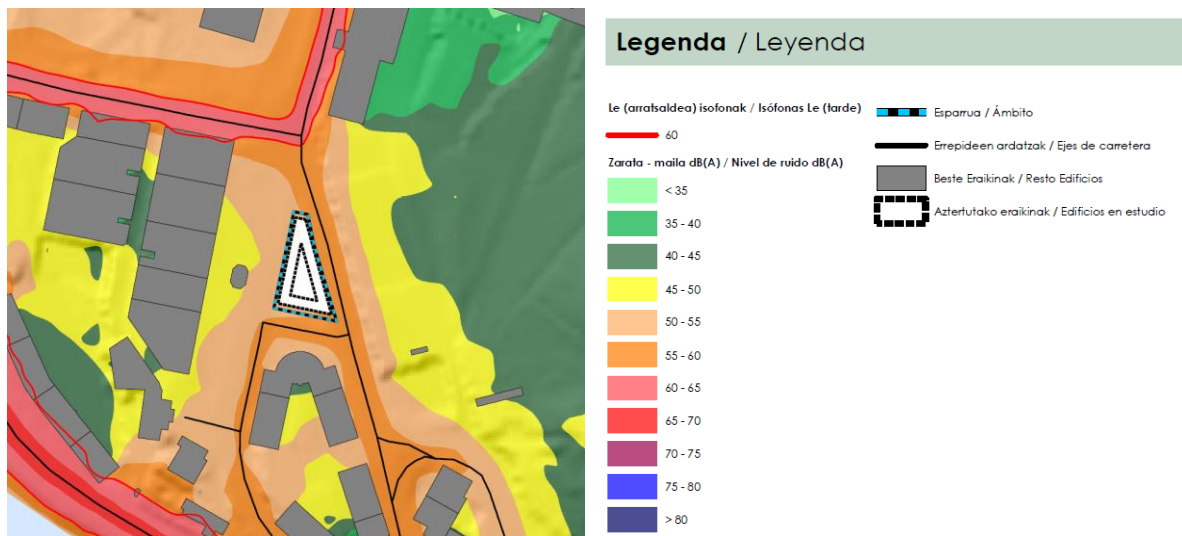 Legenda / Leyenda
Le (arratsaldea) isofonak / Isófonas Le (tarde)
60
Zarata - maila dB(A) / Nivel de ruido dB(A)
< 35
35 - 40
40 - 45
45 - 50
50 - 55
55 - 60
60 - 65
65 - 70
70 - 75
75 - 80
> 80
Esparrua / Ámbito
Errepideen ardatzak / Ejes de carretera
Beste Eraikinak / Resto Edificios
Aztertutako eraikinak / Edificios en estudio